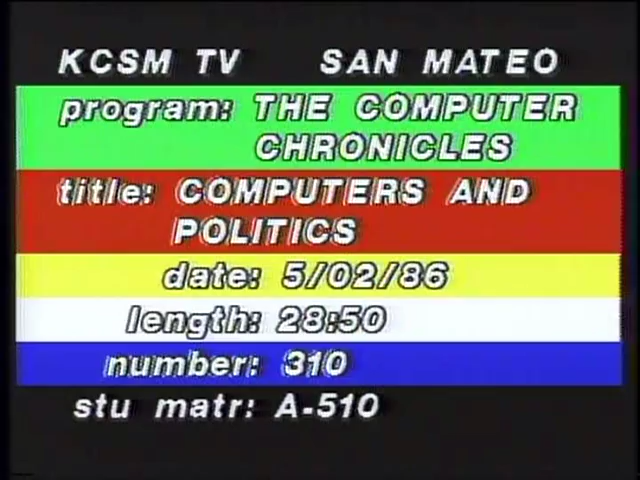 KCSM TV SAN MATEO
program: THE COMPUTER
CHRONICLES
title: COMPUTERS AND
POLITICS
date: 5/02/86
length: 28:50
number: 310
stu matr: A-510